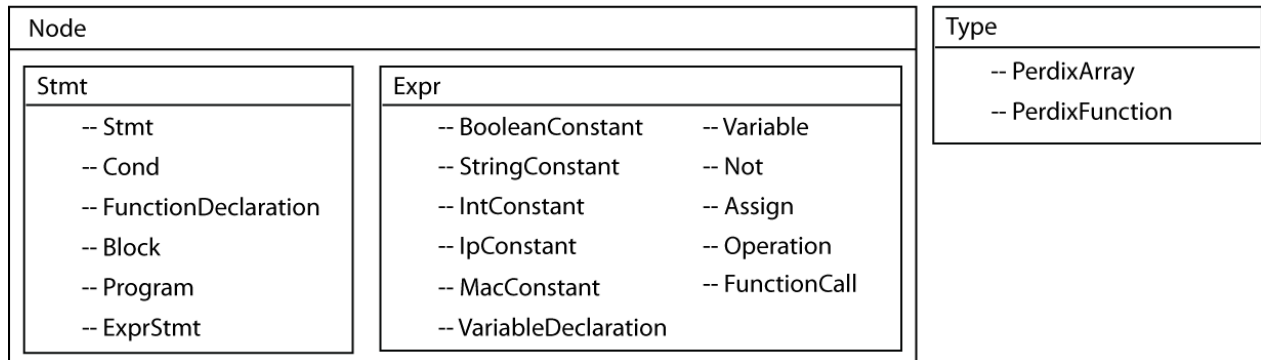 Node
Stmt
-- Stmt
-- Cond
-- FunctionDeclaration
-- Block
-- Program
-- ExprStmt
Expr
-- BooleanConstant
-- StringConstant
-- IntConstant
-- IpConstant
-- MacConstant
-- VariableDeclaration
-- Variable
-- Not
-- Assign
-- Operation
-- FunctionCall
Type
-- PerdixArray
-- PerdixFunction